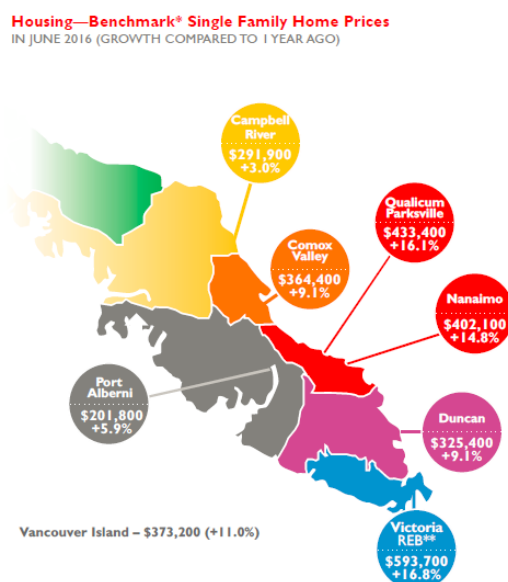 Housing—Benchmark* Single Family Home Prices
IN JUNE 2016 (GROWTH COMPARED TO 1 YEAR AGO)
Campbell
River
$291,900
+3.0%
Qualicum
Parksville
$433,400
+16.1%
Comox
Valley
$364,400
+9.1%
Nanaimo
$402,100
+14.8%
Port
Alberni
$201,800
+5.9%
Duncan
$325,400
+9.1%
Vancouver Island – $373,200 (+11.0%)
Victoria
REB**
$593,700
+16.8%